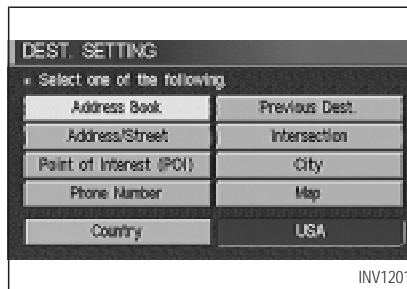 DEST. SETTING
Select one of the following.
Address Book
Previous Dest.
Address/Street
Intersection
Point of Interest (POI)
City
Phone Number
Map
Country
USA
INV1201